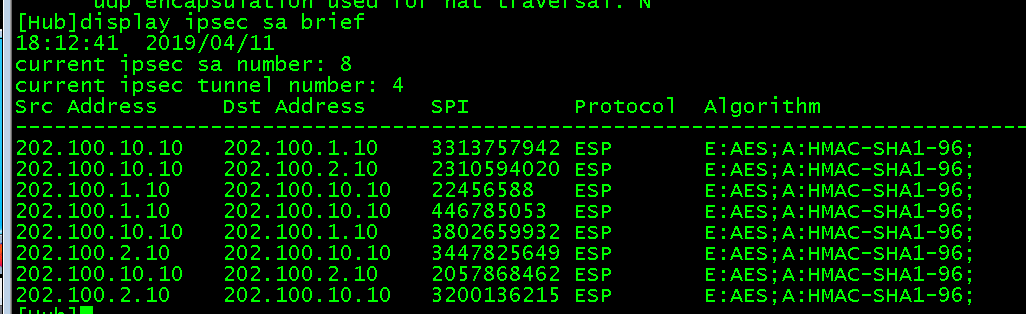 udp encapsulation used for nat traversal: N
[Hub]display ipsec sa brief
18:12:41  2019/04/11
current ipsec sa number: 8
current ipsec tunnel number: 4
Src Address     Dst Address     SPI        Protocol  Algorithm
-------------------------------------------------------------------------------
202.100.10.10   202.100.1.10    3313757942 ESP       E:AES;A:HMAC-SHA1-96;
202.100.10.10   202.100.2.10    2310594020 ESP       E:AES;A:HMAC-SHA1-96;
202.100.1.10    202.100.10.10   22456588   ESP       E:AES;A:HMAC-SHA1-96;
202.100.1.10    202.100.10.10   446785053  ESP       E:AES;A:HMAC-SHA1-96;
202.100.10.10   202.100.1.10    3802659932 ESP       E:AES;A:HMAC-SHA1-96;
202.100.2.10    202.100.10.10   3447825649 ESP       E:AES;A:HMAC-SHA1-96;
202.100.10.10   202.100.2.10    2057868462 ESP       E:AES;A:HMAC-SHA1-96;
202.100.2.10    202.100.10.10   3200136215 ESP       E:AES;A:HMAC-SHA1-96;
[Hub]